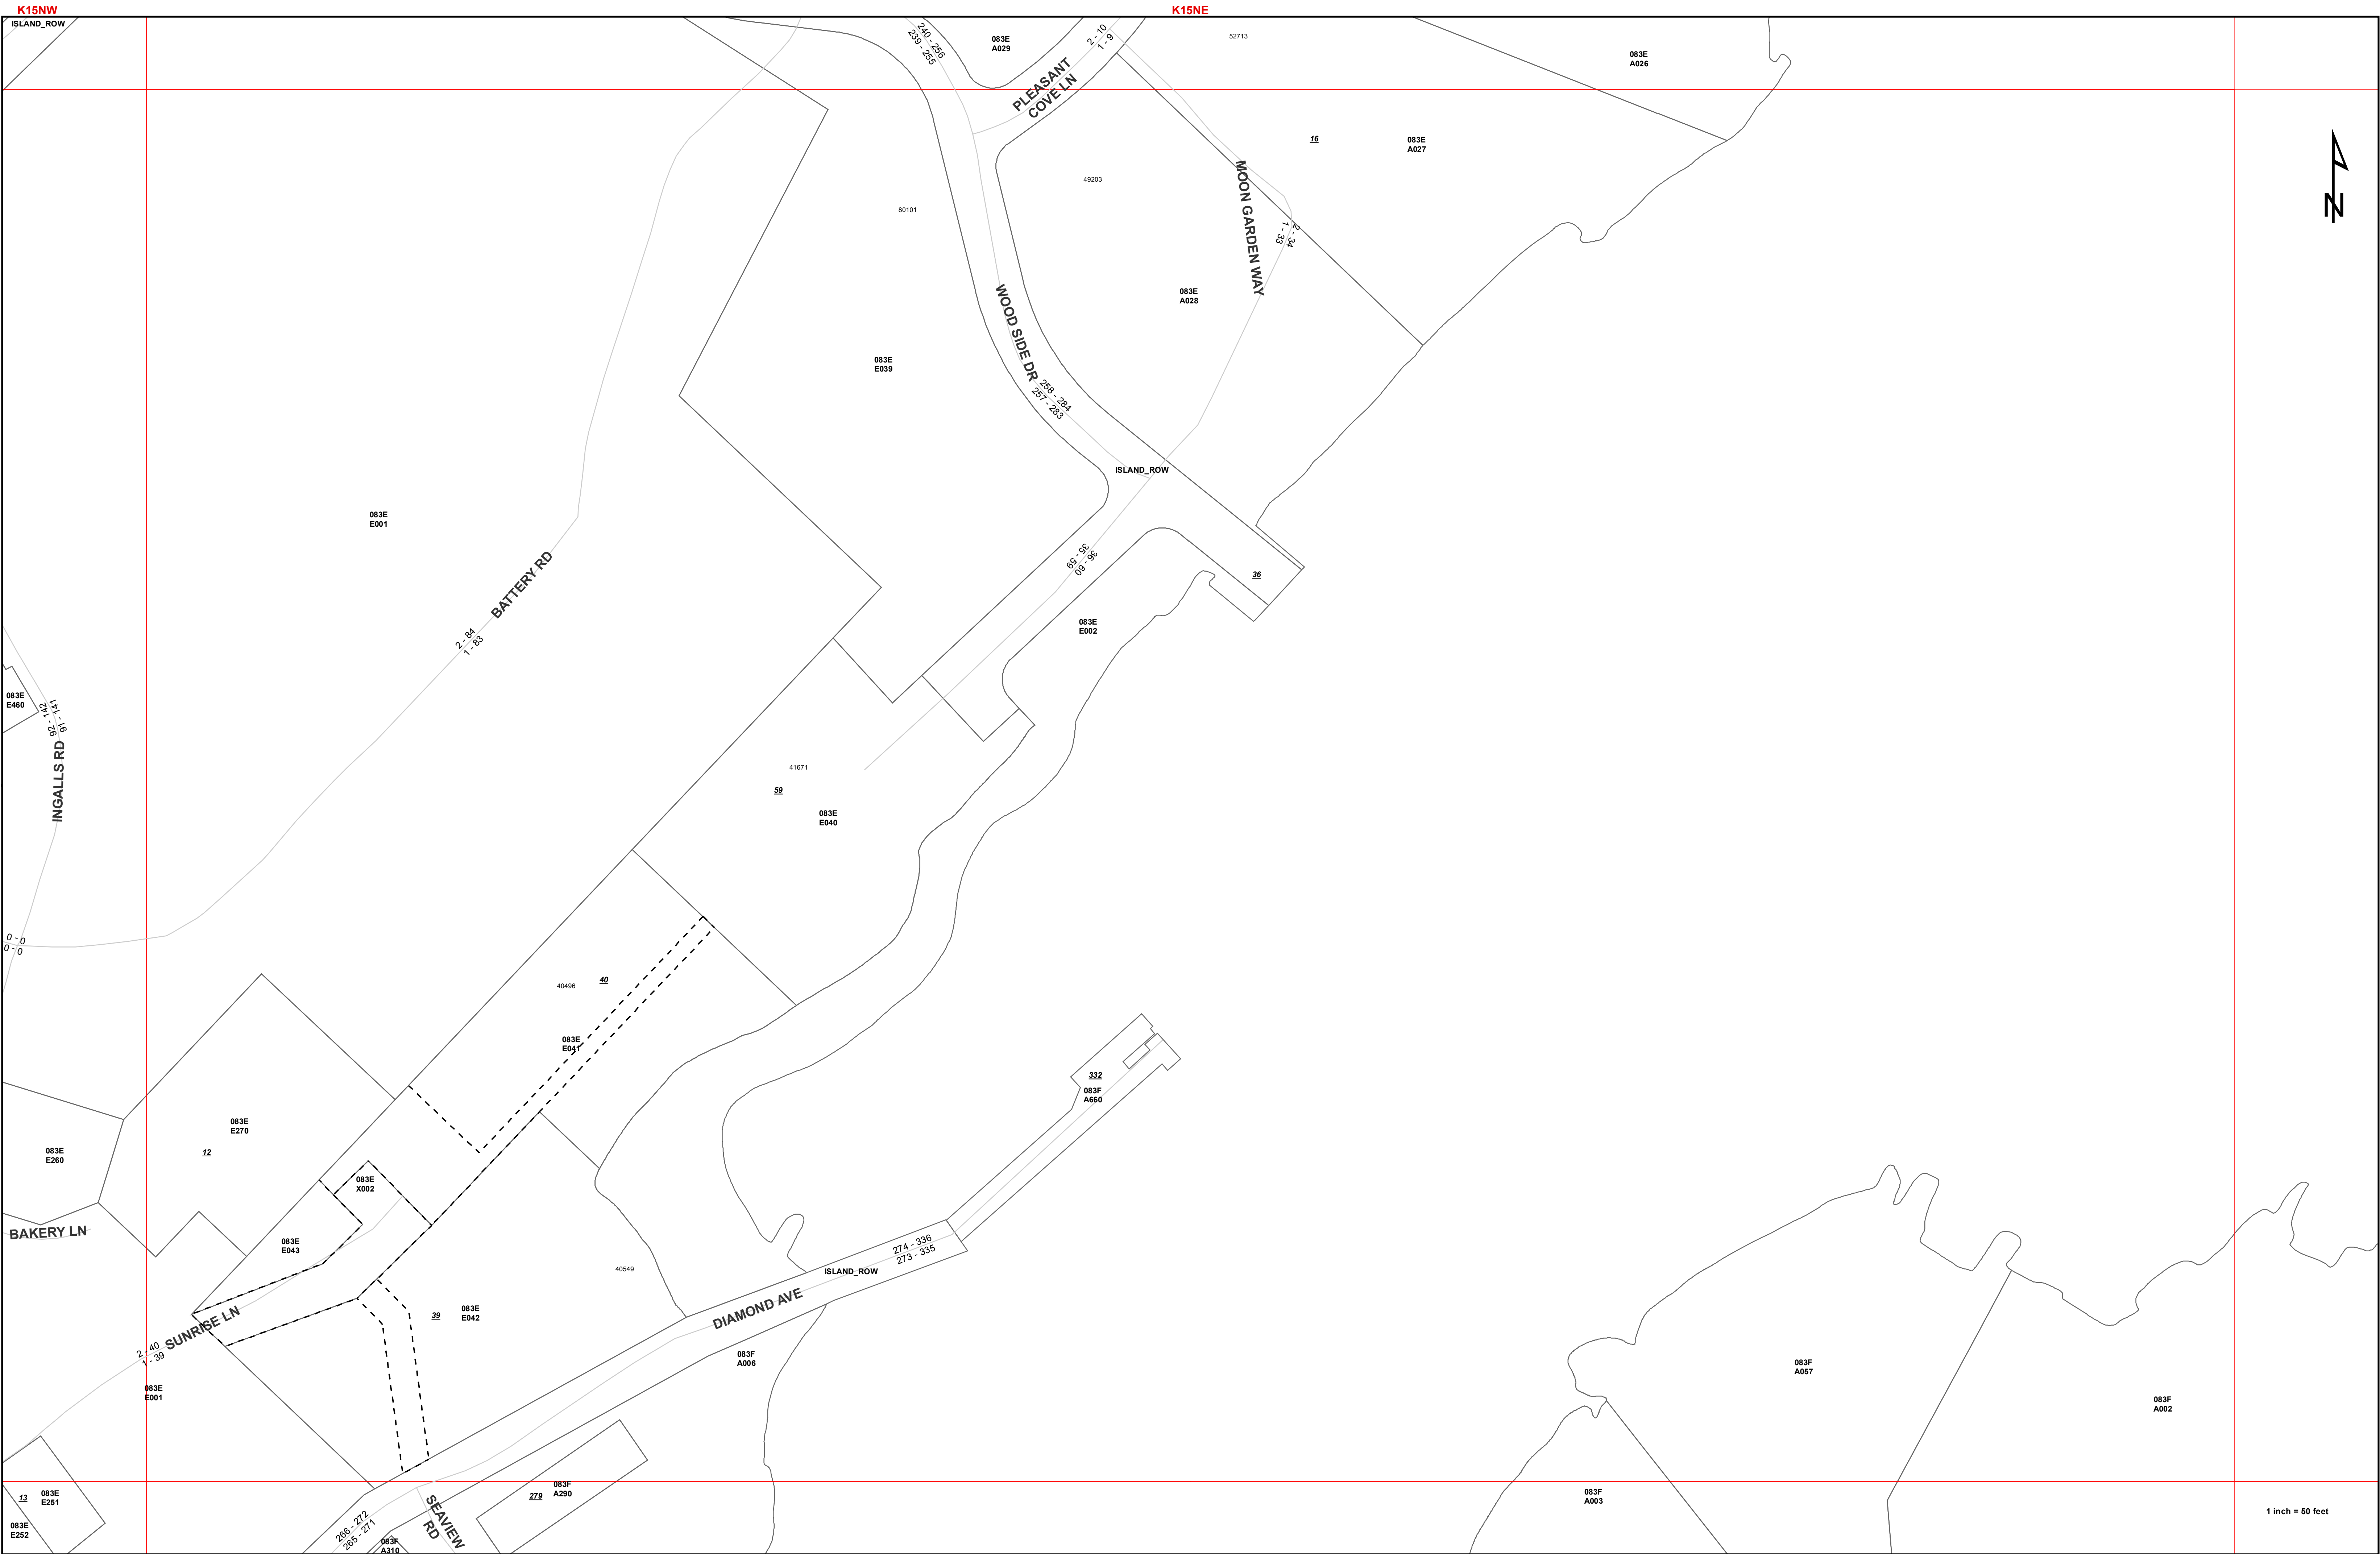 K15NW
K15NE
ISLAND_ROW
240 - 256
239 - 255
083E
A029
2 - 10
1 - 9
52713
083E
A026
PLEASANT
COVE LN
16
083E
A027
49203
MOON GARDEN WAY
N
80101
2 - 34
1 - 33
083E
A028
WOOD SIDE DR
083E
E039
258 - 284
257 - 283
ISLAND_ROW
083E
E001
BATTERY RD
35 - 59
36 - 60
36
083E
E002
2 - 84
1 - 83
083E
E460
92 - 142
91 - 141
INGALLS RD
41671
59
083E
E040
0 - 0
0 - 0
40496
40
083E
E041
332
083F
A660
083E
E270
12
083E
E260
083E
X002
BAKERY LN
083E
E043
274 - 336
273 - 335
ISLAND_ROW
40549
DIAMOND AVE
39
083E
E042
SUNRISE LN
2 - 40
1 - 39
083F
A006
083F
A057
083E
E001
083F
A002
083E
E251
13
083E
E252
279
083F
A290
083F
A003
SEAVIEW
RD
266 - 272
265 - 271
083F
A310
1 inch = 50 feet